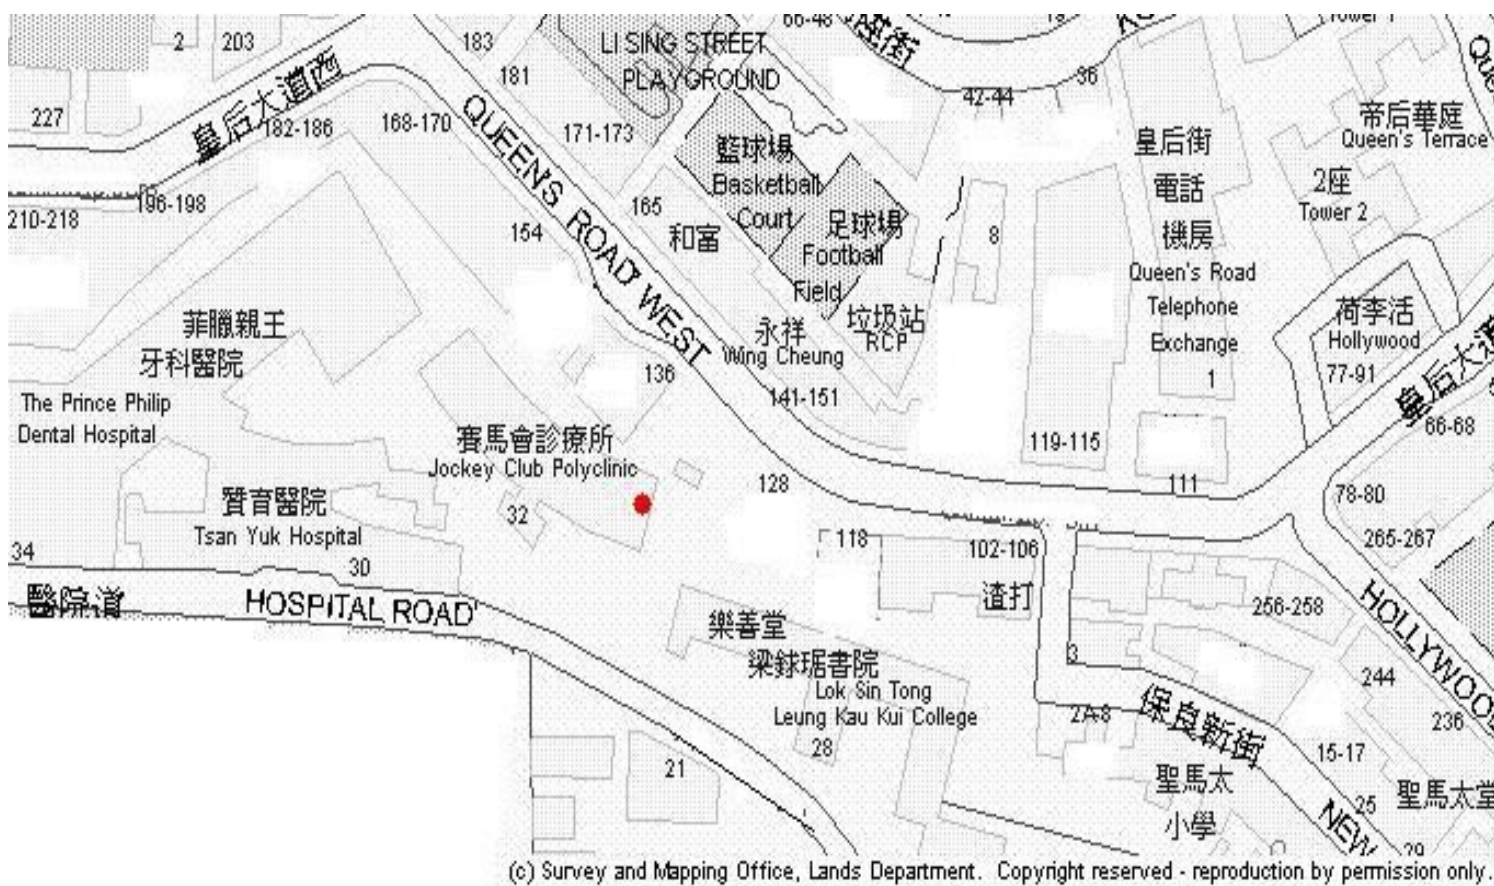 2
203
183
LI SING STREET
PLAYGROUND
66-48
36
42-44
227
皇后大道西
182-186
168-170
QUEEN'S ROAD WEST
181
171-173
籃球場
Basketball
Court
皇后街
電話
機房
Queen's Road
Telephone
Exchange
1
帝后華庭
Queen's Terrace
2座
Tower 2
210-218
196-198
154
165
和富
足球場
Football
Field
8
菲臘親王
牙科醫院
The Prince Philip
Dental Hospital
永祥
Wing Cheung
垃圾站
RCP
荷李活
Hollywood
77-91
136
141-151
66-68
賽馬會診療所
Jockey Club Polyclinic
119-115
111
128
78-80
贊育醫院
Tsan Yuk Hospital
32
118
102-106
265-267
34
30
醫院道
HOSPITAL ROAD
渣打
256-258
樂善堂
梁銶琚書院
Lok Sin Tong
Leung Kau Kui College
28
3
244
2A-8
保良新街
236
21
15-17
聖馬太
小學
25
聖馬太堂
NEW
(c) Survey and Mapping Office, Lands Department. Copyright reserved - reproduction by permission only.